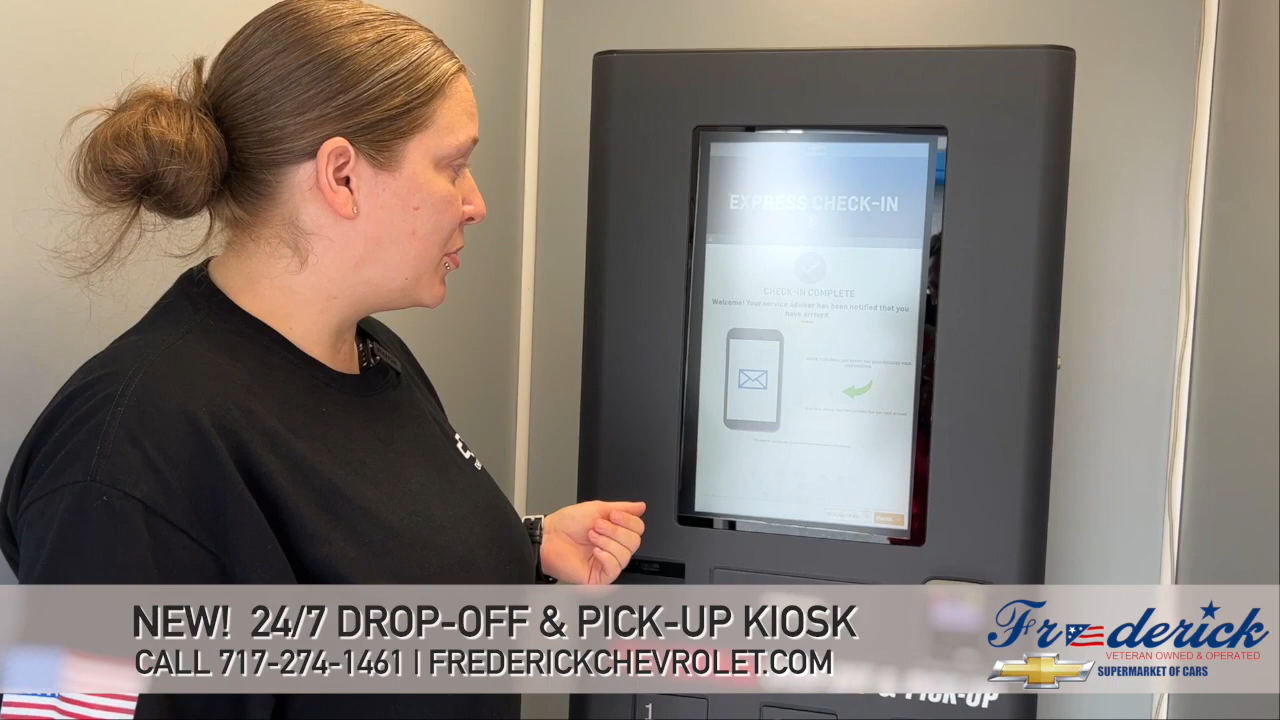 EXPRESS CHECK-IN
CHECK-IN COMPLETE
Welcome! Your service advisor has been notified that you
have arrived
NEW! 24/7 DROP-OFF & PICK-UP KIOSK
CALL 717-274-1461 | FREDERICKCHEVROLET.COM
Frederick
VETERAN OWNED & OPERATED
SUPERMARKET OF CARS
& PICK-UP
1